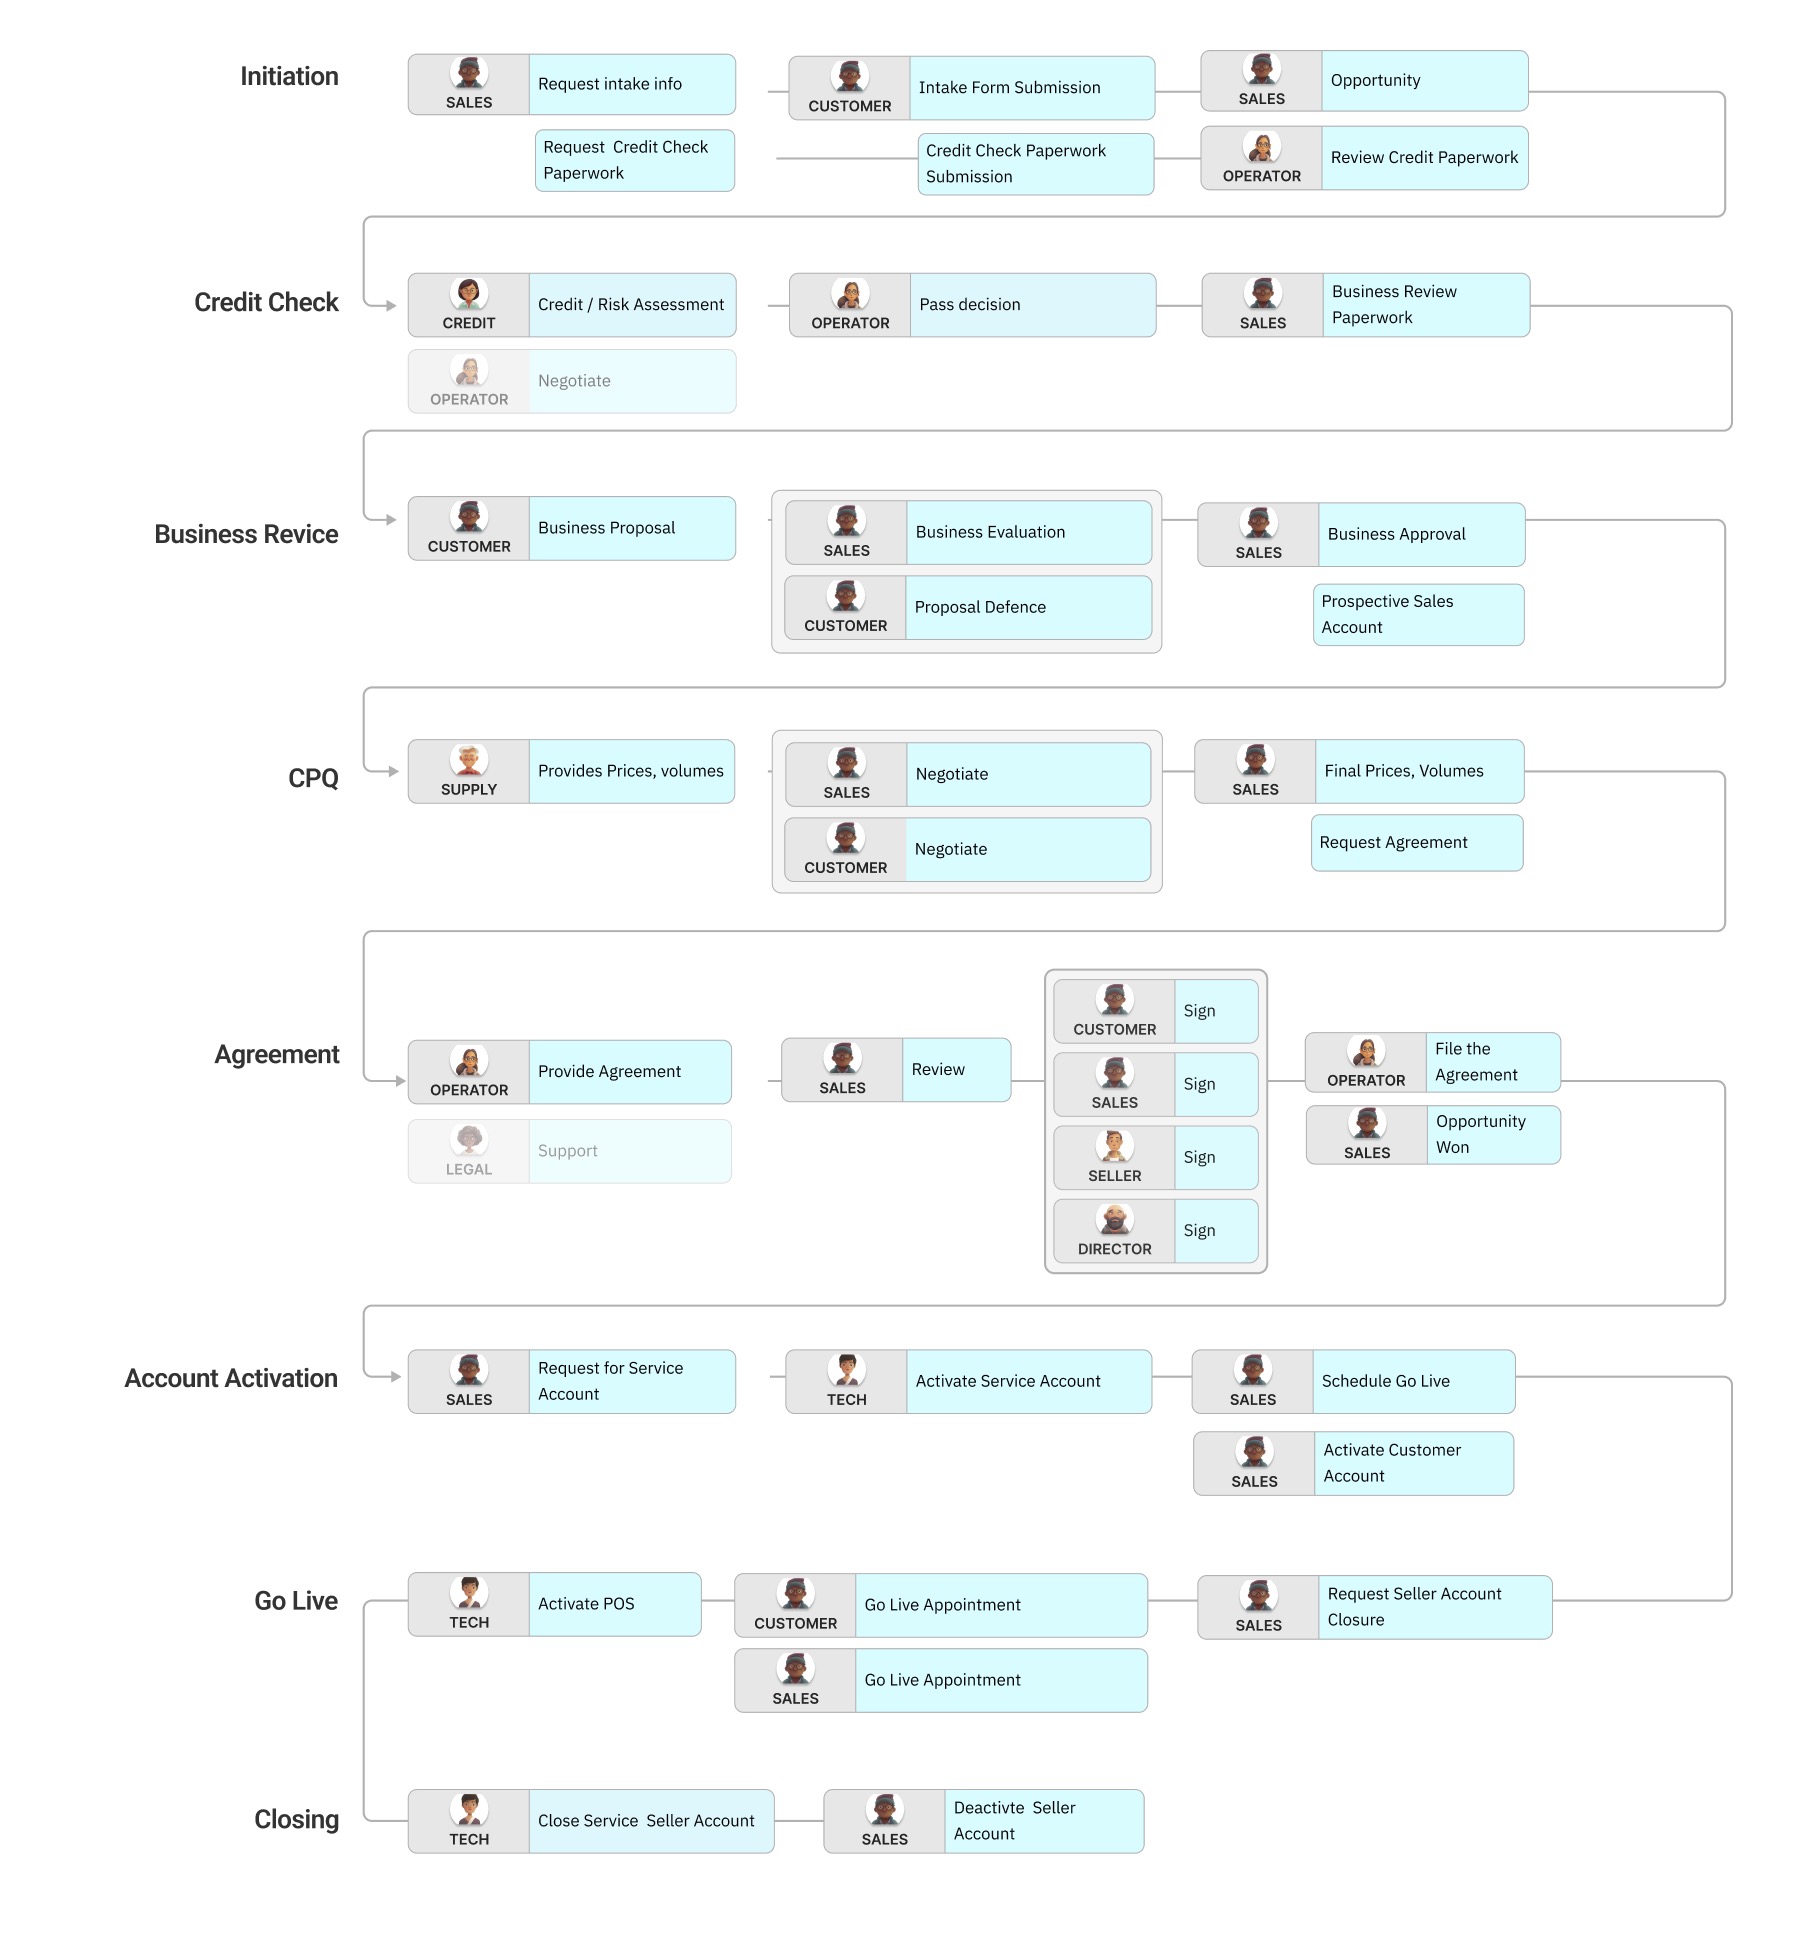 Initiation
SALES
Request intake info
CUSTOMER
Intake Form Submission
SALES
Opportunity
Request  Credit Check
Paperwork
Credit Check Paperwork
Submission
OPERATOR
Review Credit Paperwork
Credit Check
CREDIT
Credit / Risk Assessment
OPERATOR
Pass decision
SALES
Business Review
Paperwork
OPERATOR
Negotiate
Business Revice
CUSTOMER
Business Proposal
SALES
Business Evaluation
CUSTOMER
Proposal Defence
SALES
Business Approval
Prospective Sales
Account
CPQ
SUPPLY
Provides Prices, volumes
SALES
Negotiate
CUSTOMER
Negotiate
SALES
Final Prices, Volumes
Request Agreement
Agreement
OPERATOR
Provide Agreement
LEGAL
Support
SALES
Review
CUSTOMER
Sign
SALES
Sign
SELLER
Sign
DIRECTOR
Sign
OPERATOR
File the
Agreement
SALES
Opportunity
Won
Account Activation
SALES
Request for Service
Account
TECH
Activate Service Account
SALES
Schedule Go Live
SALES
Activate Customer
Account
Go Live
TECH
Activate POS
CUSTOMER
Go Live Appointment
SALES
Go Live Appointment
SALES
Request Seller Account
Closure
Closing
TECH
Close Service  Seller Account
SALES
Deactivte  Seller
Account